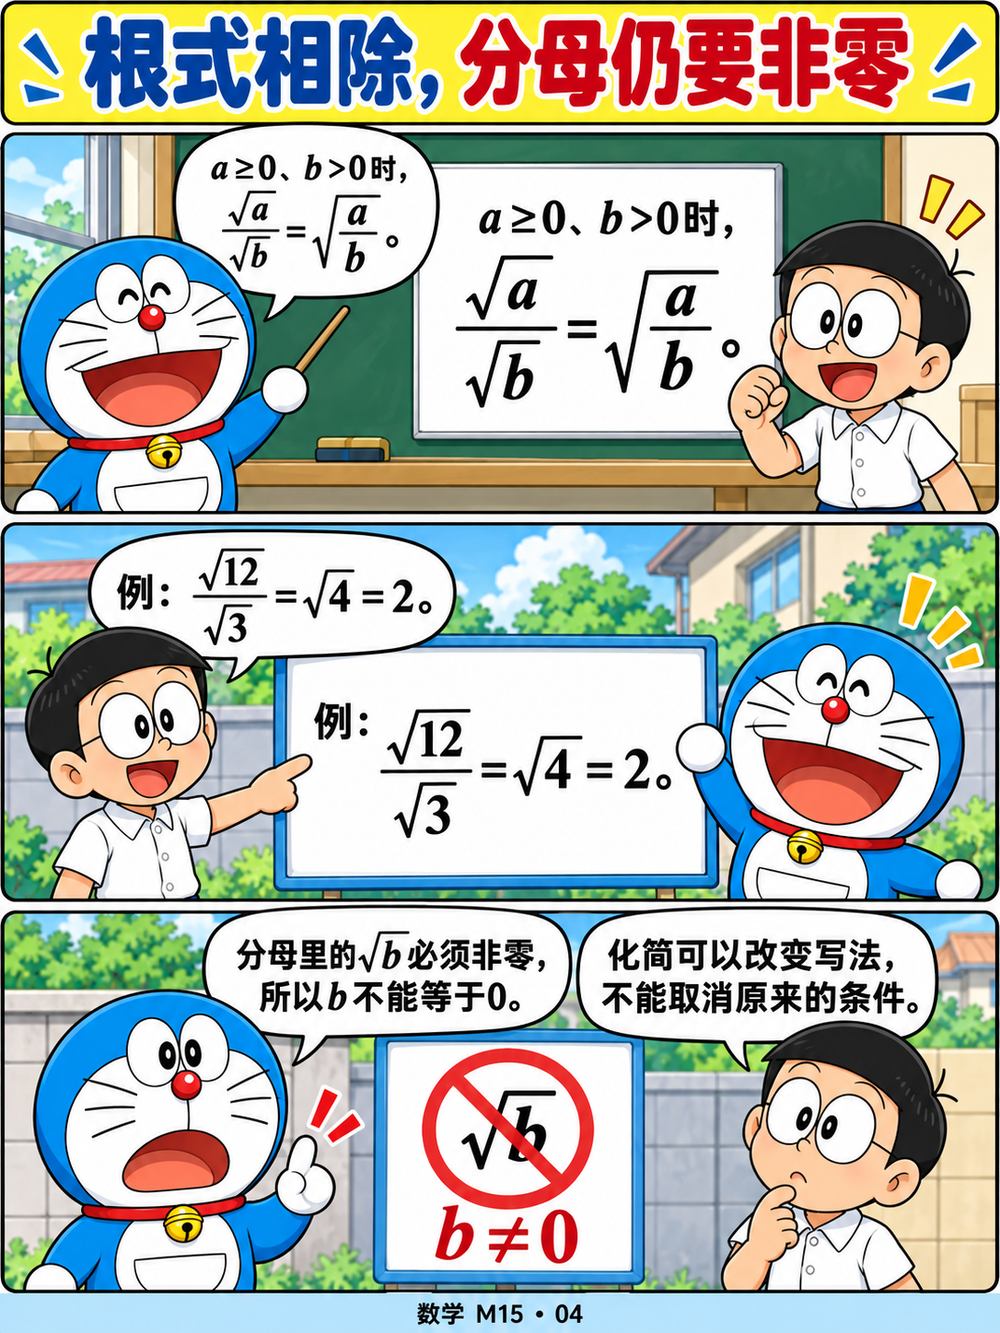 根式相除，分母仍要非零
a≥0、b>0时，
√a/√b=√(a/b)。
a≥0、b>0时，
√a/√b=√(a/b)。
例：√12/√3=√4=2。
例：√12/√3=√4=2。
分母里的√b必须非零，
所以b不能等于0。
化简可以改变写法，
不能取消原来的条件。
√b
b≠0
数学 M15·04